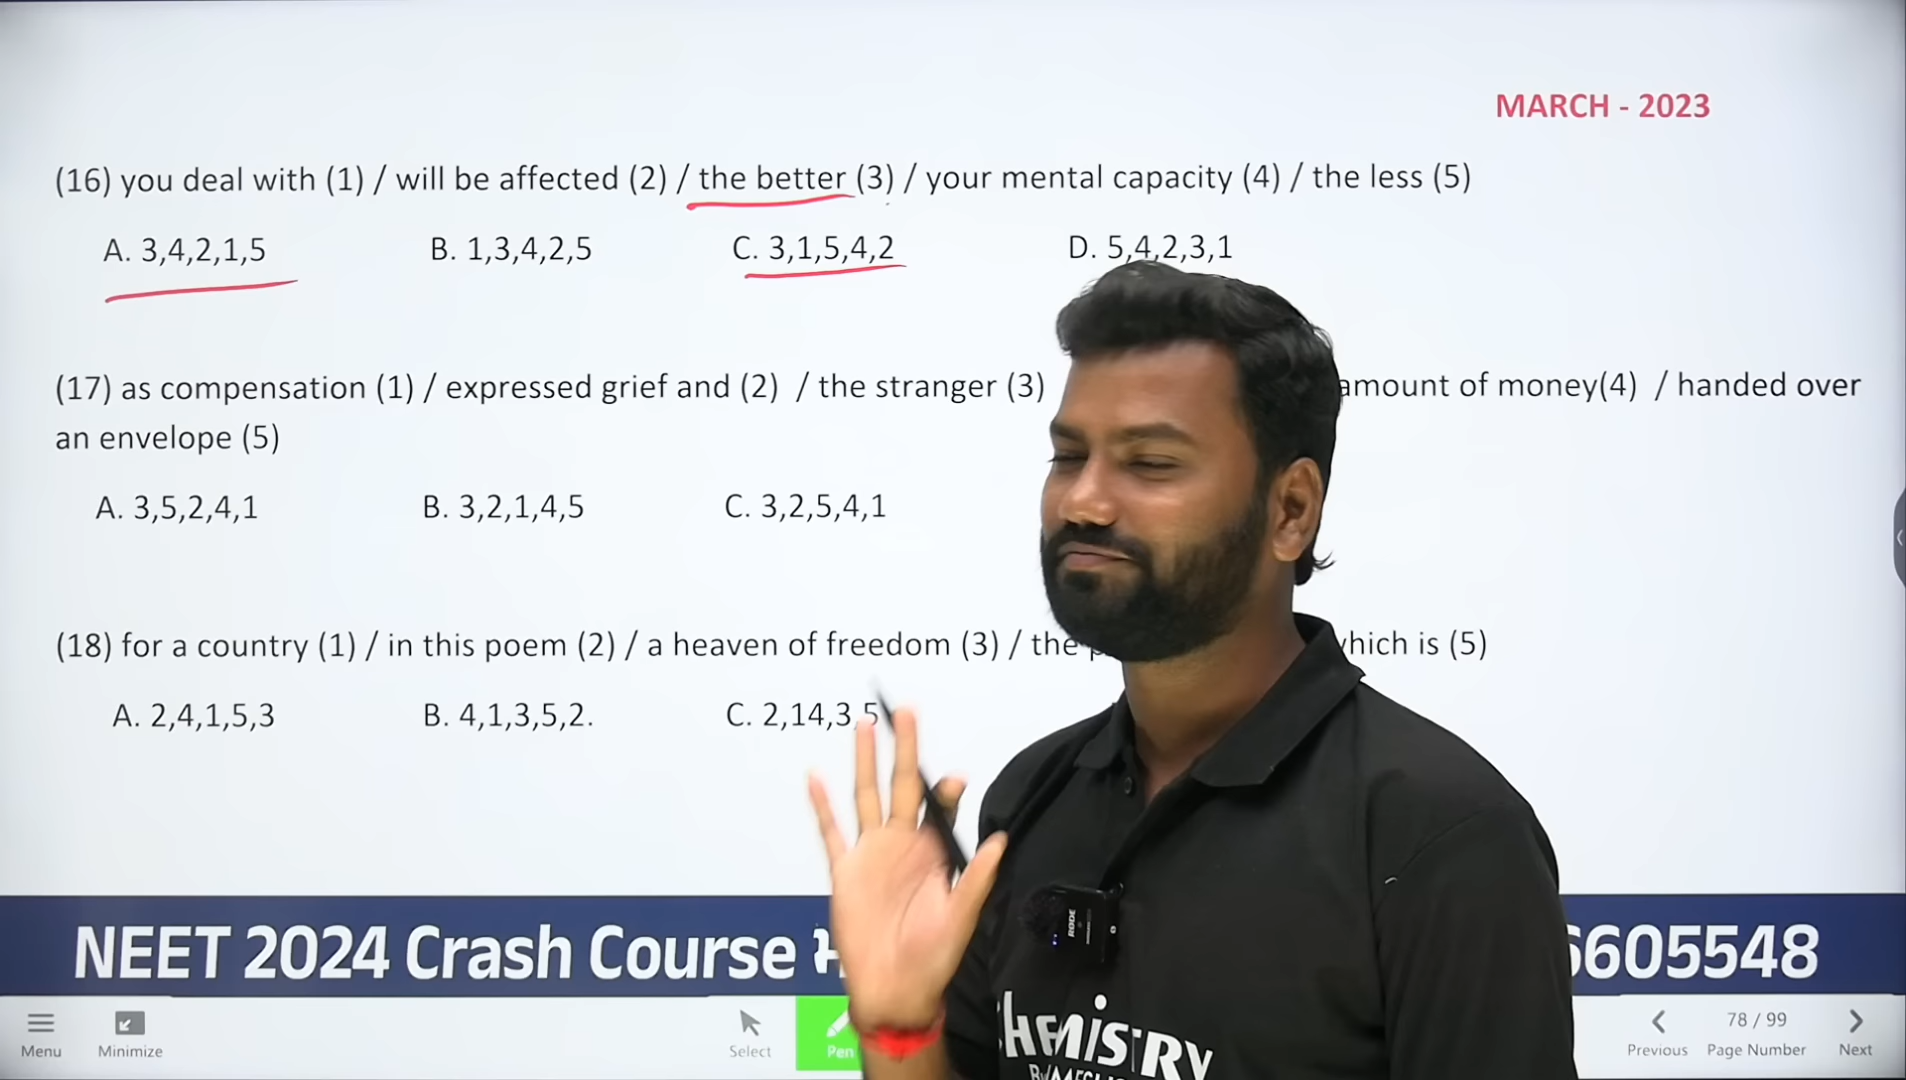 MARCH - 2023
(16) you deal with (1) / will be affected (2) / the better (3) / your mental capacity (4) / the less (5)
A. 3,4,2,1,5 B. 1,3,4,2,5 C. 3,1,5,4,2 D. 5,4,2,3,1
(17) as compensation (1) / expressed grief and (2) / the stranger (3) amount of money(4) / handed over
an envelope (5)
A. 3,5,2,4,1 B. 3,2,1,4,5 C. 3,2,5,4,1
(18) for a country (1) / in this poem (2) / a heaven of freedom (3) / the is (5)
A. 2,4,1,5,3 B. 4,1,3,5,2. C. 2,14,3,5
NEET 2024 Crash Course 6605548
RODE
CHEMISTRY
Menu Minimize Select Pen Previous 78 / 99 Page Number Next